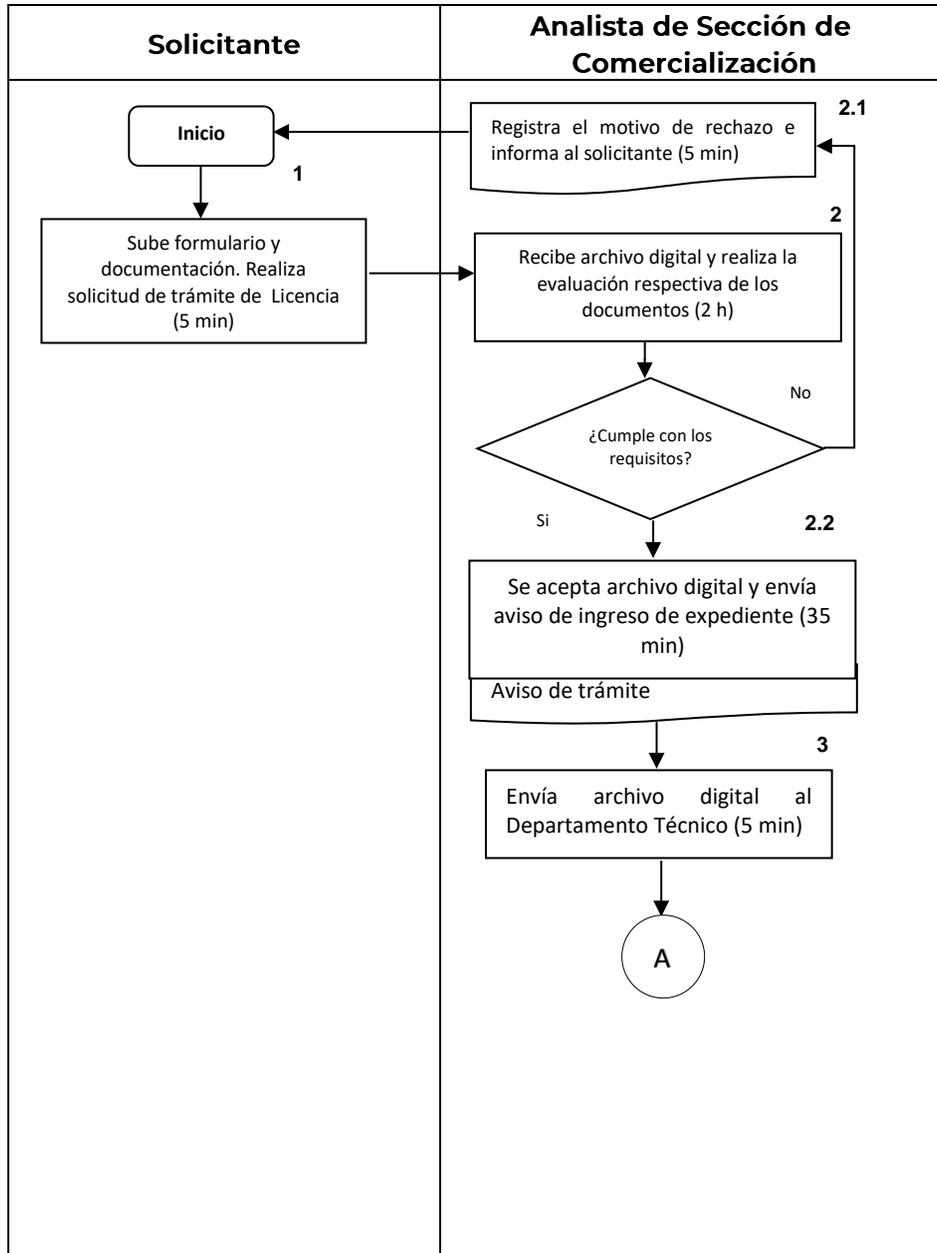 Solicitante
Analista de Sección de
Comercialización
Inicio
1
Sube formulario y
documentación. Realiza
solicitud de trámite de Licencia
(5 min)
2.1
Registra el motivo de rechazo e
informa al solicitante (5 min)
2
Recibe archivo digital y realiza la
evaluación respectiva de los
documentos (2 h)
No
¿Cumple con los
requisitos?
Si
2.2
Se acepta archivo digital y envía
aviso de ingreso de expediente (35
min)
Aviso de trámite
3
Envía archivo digital al
Departamento Técnico (5 min)
A